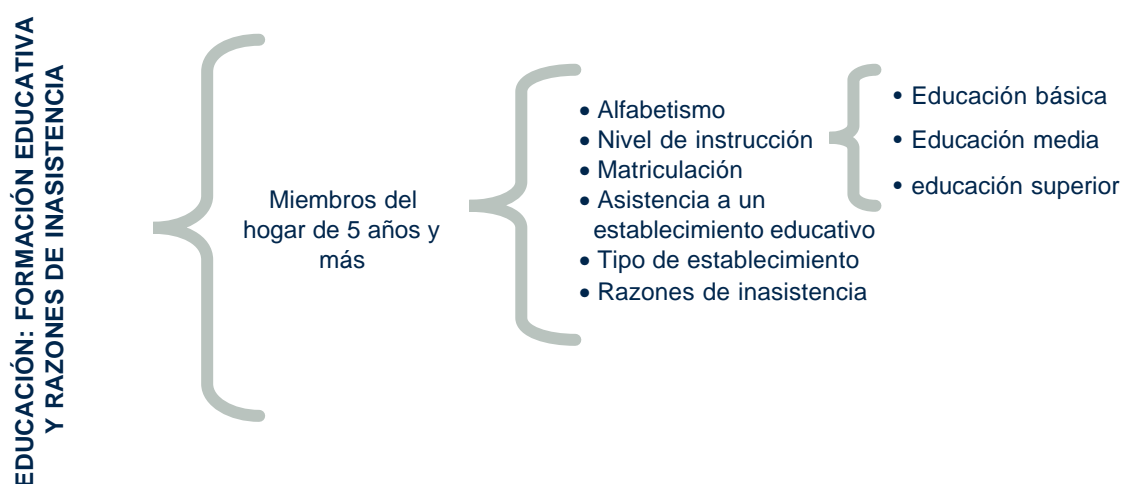 EDUCACIÓN: FORMACIÓN EDUCATIVA
Y RAZONES DE INASISTENCIA
Miembros del
hogar de 5 años y
más
• Alfabetismo
• Nivel de instrucción
• Matriculación
• Asistencia a un
establecimiento educativo
• Tipo de establecimiento
• Razones de inasistencia
• Educación básica
• Educación media
• educación superior